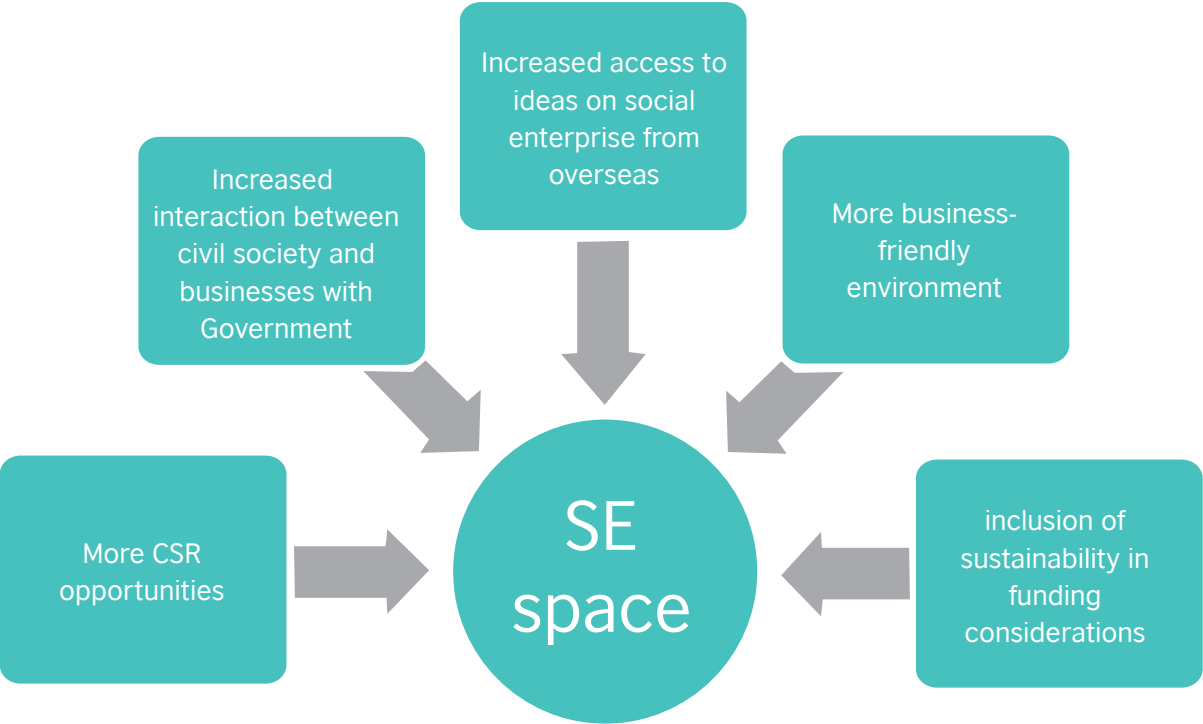 Increased access to
ideas on social
enterprise from
overseas
Increased
interaction between
civil society and
businesses with
Government
More business-
friendly
environment
More CSR
opportunities
SE
space
inclusion of
sustainability in
funding
considerations